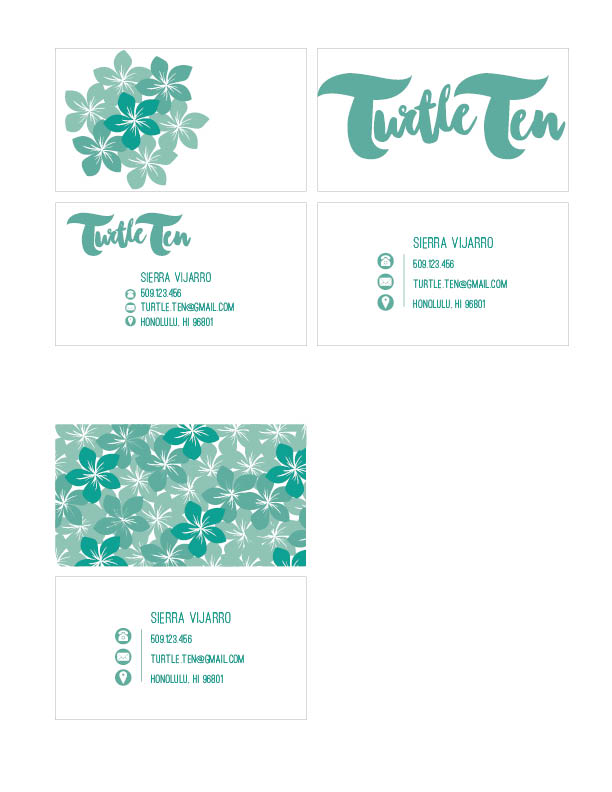 Turtle Ten
Turtle Ten
SIERRA VIJARRO
509.123.456
TURTLE.TEN@GMAIL.COM
HONOLULU, HI 96801
SIERRA VIJARRO
509.123.456
TURTLE.TEN@GMAIL.COM
HONOLULU, HI 96801
SIERRA VIJARRO
509.123.456
TURTLE.TEN@GMAIL.COM
HONOLULU, HI 96801